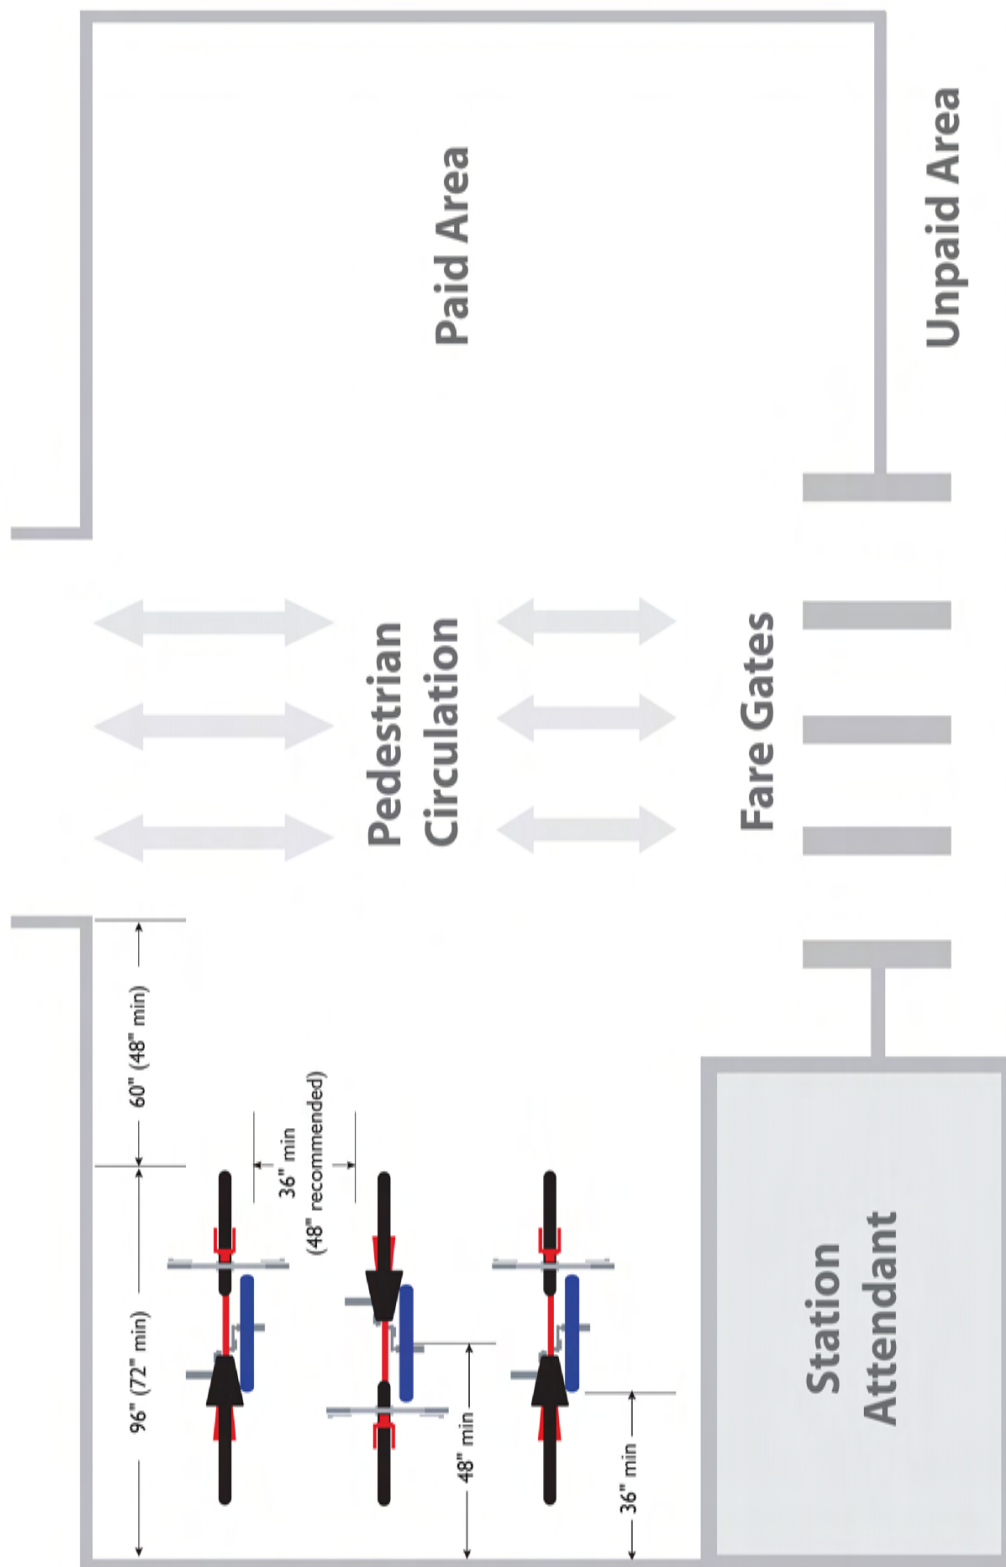 96" (72" min)
60" (48" min)
36" min
(48" recommended)
48" min
36" min
Pedestrian
Circulation
Paid Area
Fare Gates
Station
Attendant
Unpaid Area